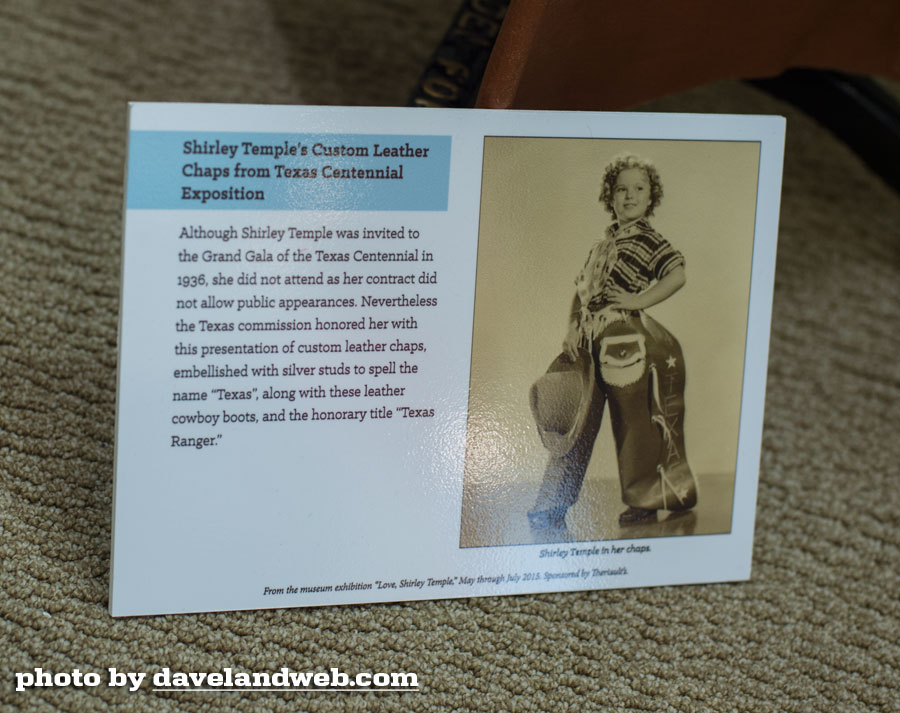 Shirley Temple's Custom Leather
Chaps from Texas Centennial
Exposition
Although Shirley Temple was invited to
the Grand Gala of the Texas Centennial in
1936, she did not attend as her contract did
not allow public appearances. Nevertheless
the Texas commission honored her with
this presentation of custom leather chaps,
embellished with silver studs to spell the
name "Texas", along with these leather
cowboy boots, and the honorary title "Texas
Ranger."
TEXA
Shirley Temple in her chaps.
From the museum exhibition "Love, Shirley Temple," May through July 2015. Sponsored by Theriault's
photo by davelandweb.com